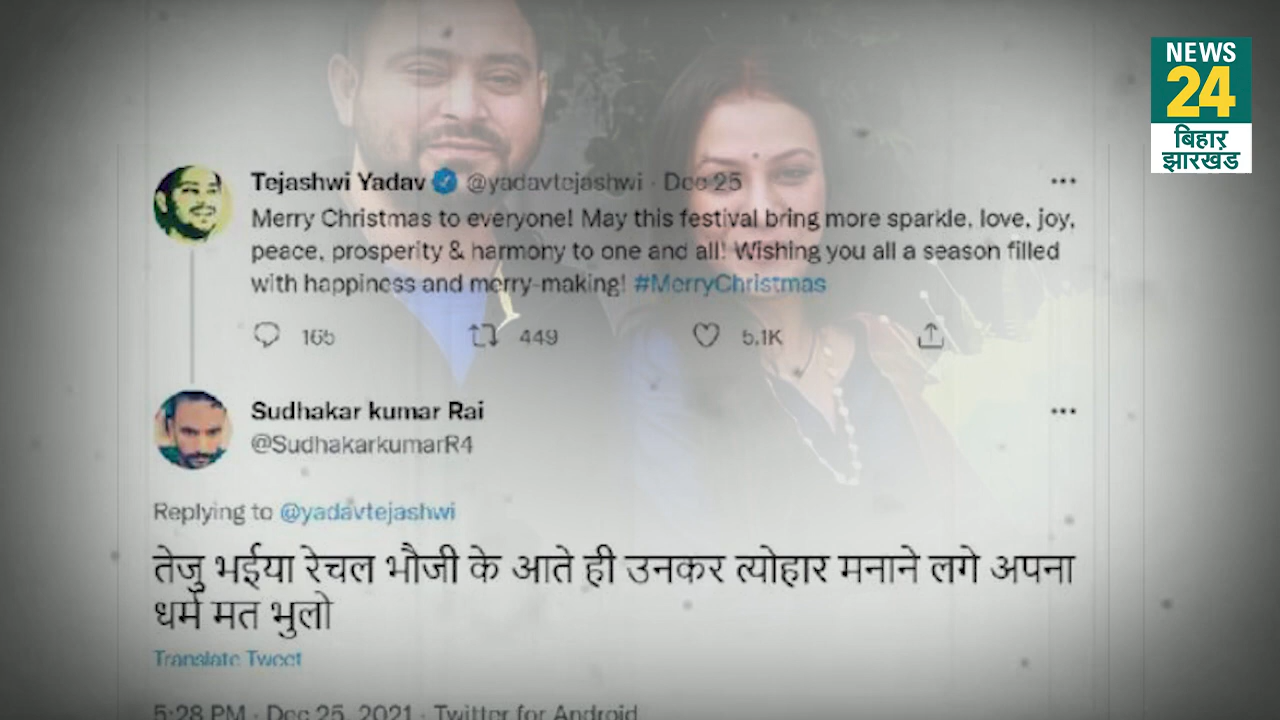 NEWS
24
बिहार
झारखंड
Tejashwi Yadav @yadavtejashwi · Dec 25
Merry Christmas to everyone! May this festival bring more sparkle, love, joy,
peace, prosperity & harmony to one and all! Wishing you all a season filled
with happiness and merry-making! #MerryChristmas
165 449 5.1K
Sudhakar kumar Rai
@SudhakarkumarR4
Replying to @yadavtejashwi
तेजु भईया रेचल भौजी के आते ही उनकर त्योहार मनाने लगे अपना
धर्म मत भुलो
Translate Tweet
5:28 PM · Dec 25, 2021 · Twitter for Android